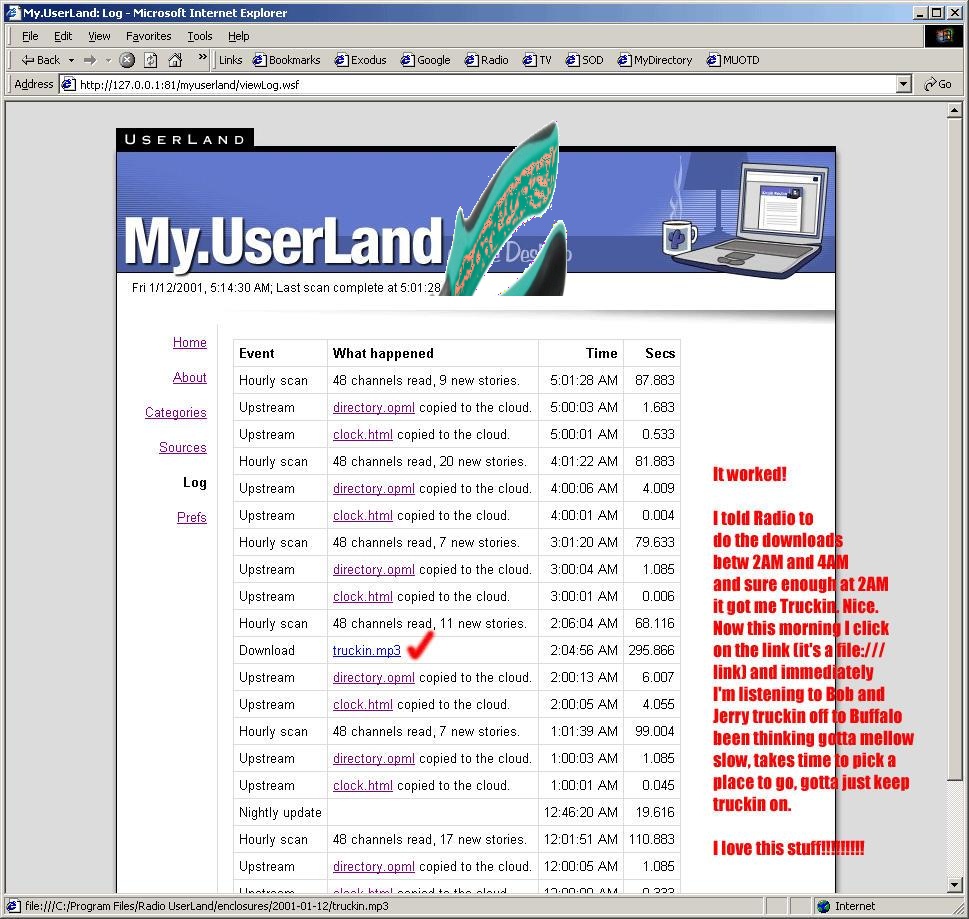 My.UserLand: Log - Microsoft Internet Explorer
File Edit View Favorites Tools Help
Back » Links Bookmarks Exodus Google Radio TV SOD MyDirectory MUOTD
Address http://127.0.0.1:81/myuserland/viewLog.wsf Go
USERLAND
My.UserLand
Fri 1/12/2001, 5:14:30 AM; Last scan complete at 5:01:28
Home
About
Categories
Sources
Log
Prefs
Event What happened Time Secs
Hourly scan 48 channels read, 9 new stories. 5:01:28 AM 87.883
Upstream directory.opml copied to the cloud. 5:00:03 AM 1.683
Upstream clock.html copied to the cloud. 5:00:01 AM 0.533
Hourly scan 48 channels read, 20 new stories. 4:01:22 AM 81.883
Upstream directory.opml copied to the cloud. 4:00:06 AM 4.009
Upstream clock.html copied to the cloud. 4:00:01 AM 0.004
Hourly scan 48 channels read, 7 new stories. 3:01:20 AM 79.633
Upstream directory.opml copied to the cloud. 3:00:04 AM 1.085
Upstream clock.html copied to the cloud. 3:00:01 AM 0.006
Hourly scan 48 channels read, 11 new stories. 2:06:04 AM 68.116
Download truckin.mp3 2:04:56 AM 295.866
Upstream directory.opml copied to the cloud. 2:00:13 AM 6.007
Upstream clock.html copied to the cloud. 2:00:05 AM 4.055
Hourly scan 48 channels read, 7 new stories. 1:01:39 AM 99.004
Upstream directory.opml copied to the cloud. 1:00:03 AM 1.085
Upstream clock.html copied to the cloud. 1:00:01 AM 0.045
Nightly update 12:46:20 AM 19.616
Hourly scan 48 channels read, 17 new stories. 12:01:51 AM 110.883
Upstream directory.opml copied to the cloud. 12:00:05 AM 1.085
Upstream clock.html copied to the cloud. 12:00:00 AM 0.333
It worked!
I told Radio to
do the downloads
betw 2AM and 4AM
and sure enough at 2AM
it got me Truckin. Nice.
Now this morning I click
on the link (it's a file:///
link) and immediately
I'm listening to Bob and
Jerry truckin off to Buffalo
been thinking gotta mellow
slow, takes time to pick a
place to go, gotta just keep
truckin on.
I love this stuff!!!!!!!!!
file:///C:/Program Files/Radio UserLand/enclosures/2001-01-12/truckin.mp3 Internet